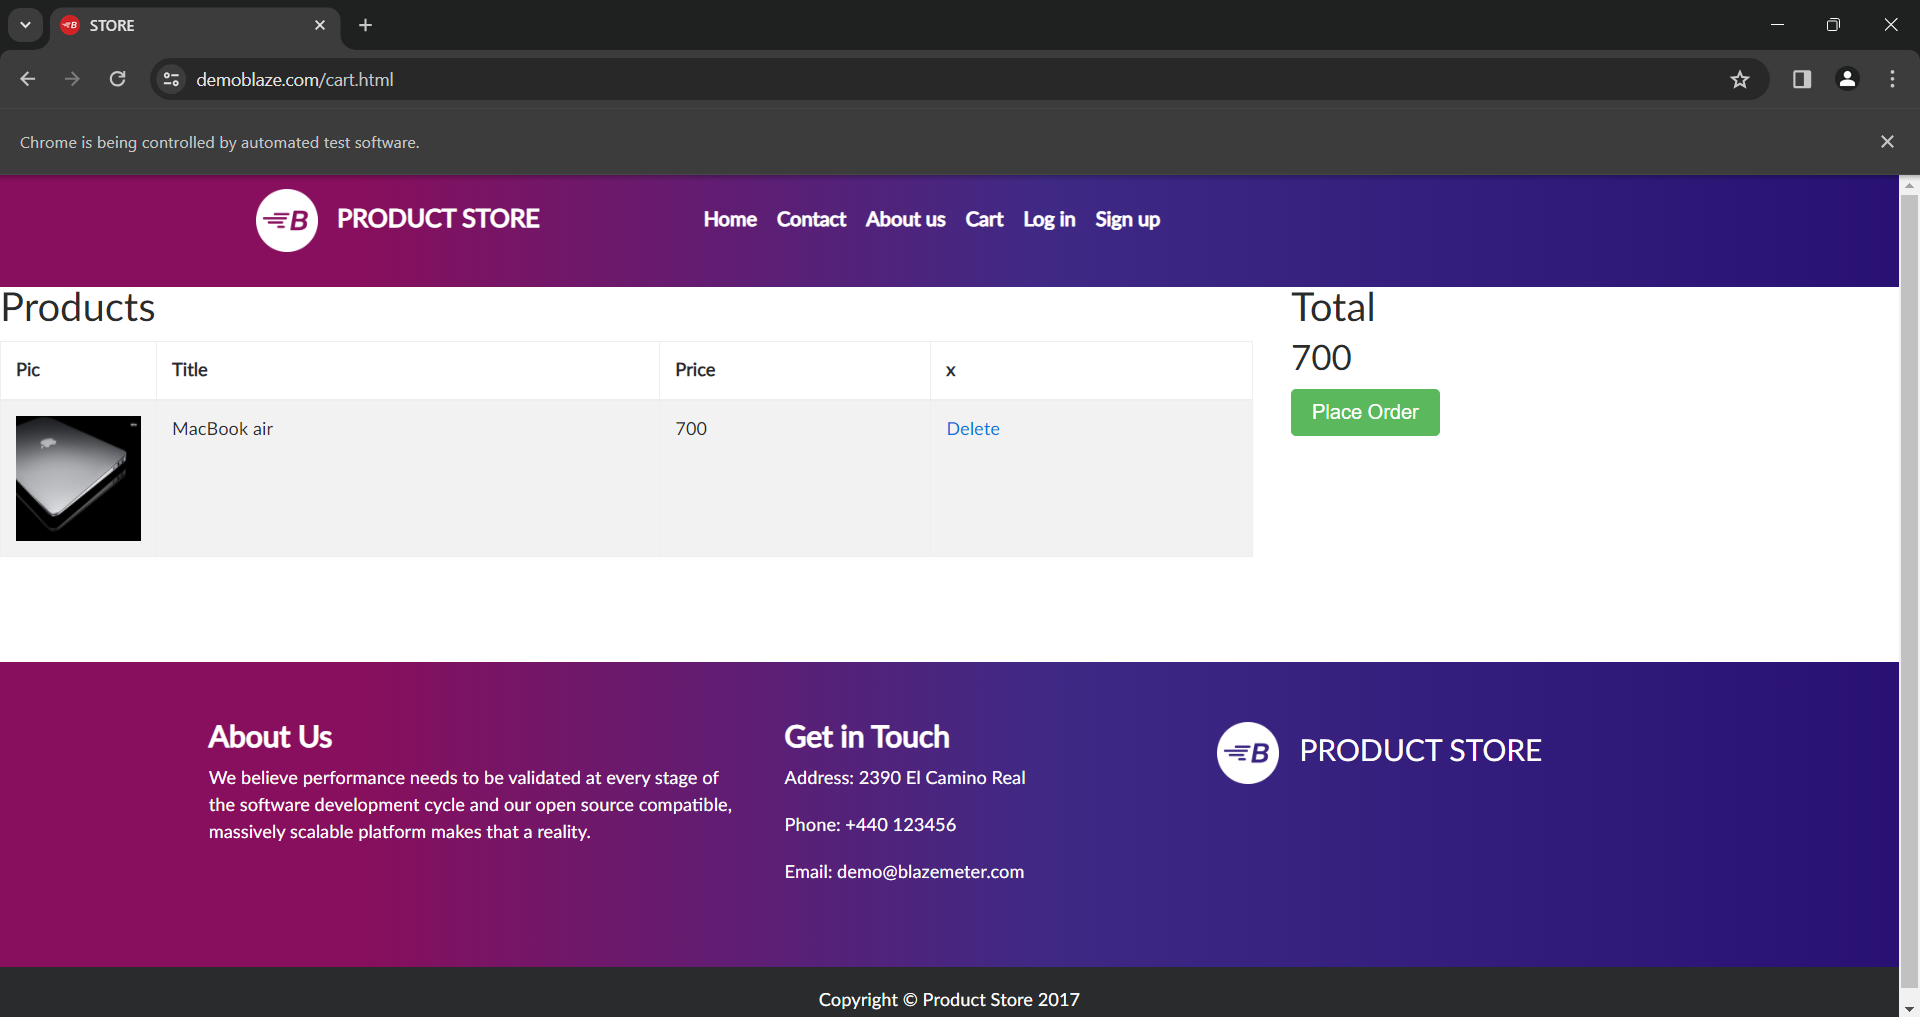 STORE
demoblaze.com/cart.html
Chrome is being controlled by automated test software.
B PRODUCT STORE
Home Contact About us Cart Log in Sign up
Products
Total
700
Place Order
Pic Title Price x
MacBook air 700 Delete
About Us
We believe performance needs to be validated at every stage of
the software development cycle and our open source compatible,
massively scalable platform makes that a reality.
Get in Touch
Address: 2390 El Camino Real
Phone: +440 123456
Email: demo@blazemeter.com
B PRODUCT STORE
Copyright © Product Store 2017